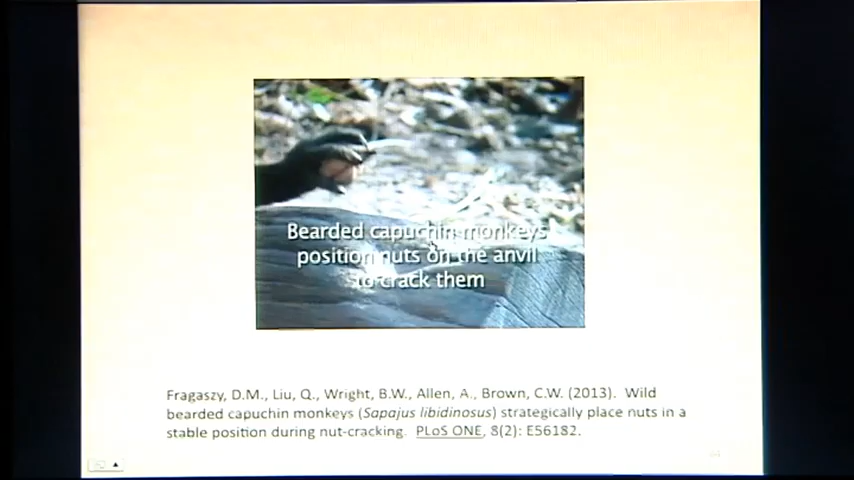 Bearded capuchin monkeys
position nuts on the anvil
to crack them
Fragaszy, D.M., Liu, Q., Wright, B.W., Allen, A., Brown, C.W. (2013). Wild
bearded capuchin monkeys (Sapajus libidinosus) strategically place nuts in a
stable position during nut-cracking. PLoS ONE, 8(2): E56182.